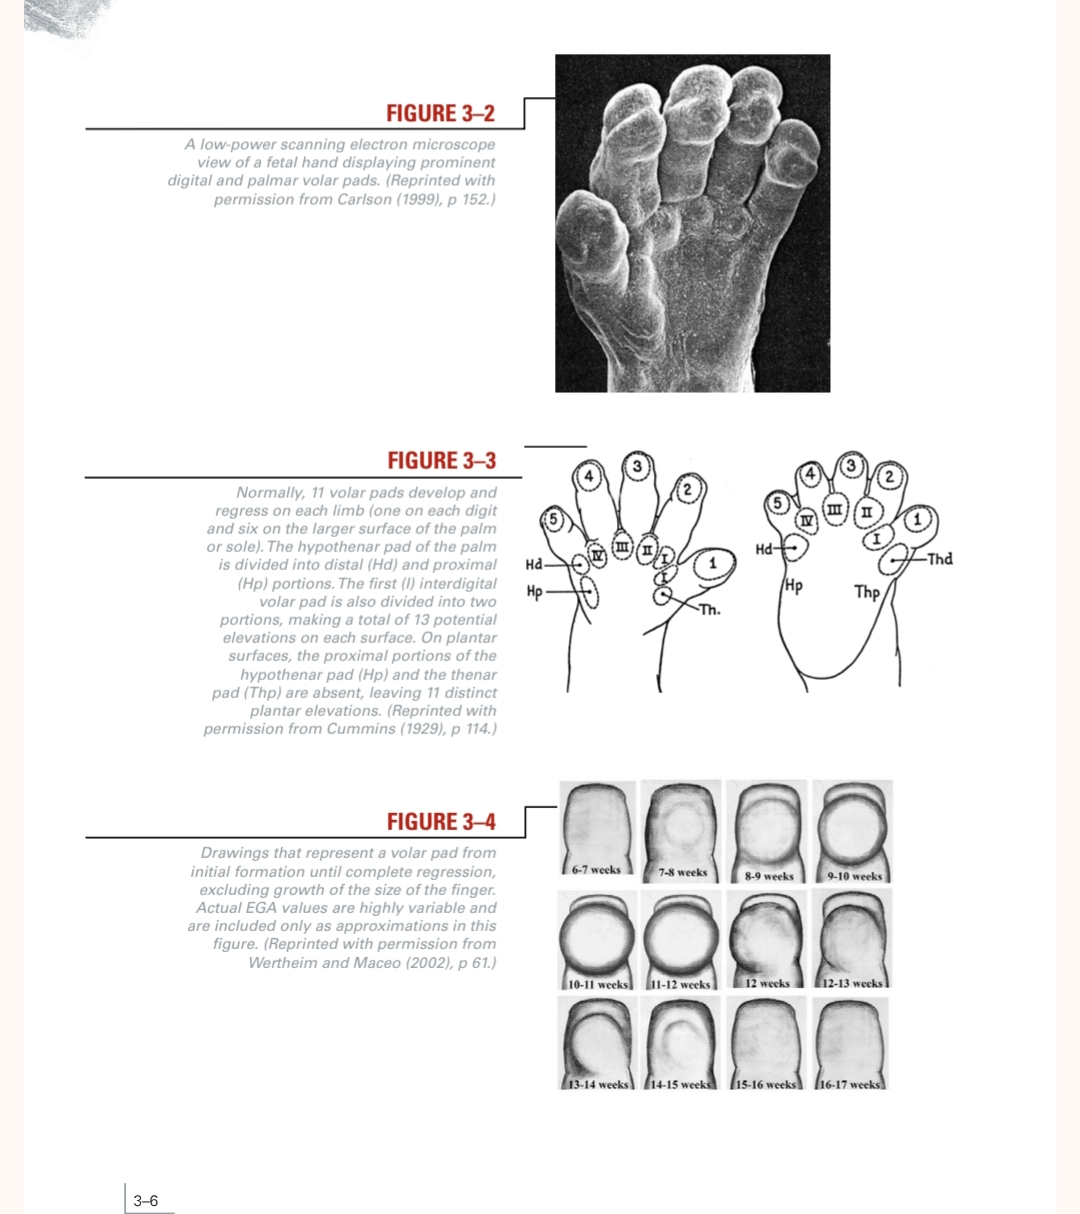 FIGURE 3–2
A low-power scanning electron microscope
view of a fetal hand displaying prominent
digital and palmar volar pads. (Reprinted with
permission from Carlson (1999), p 152.)
FIGURE 3–3
Normally, 11 volar pads develop and
regress on each limb (one on each digit
and six on the larger surface of the palm
or sole). The hypothenar pad of the palm
is divided into distal (Hd) and proximal
(Hp) portions. The first (I) interdigital
volar pad is also divided into two
portions, making a total of 13 potential
elevations on each surface. On plantar
surfaces, the proximal portions of the
hypothenar pad (Hp) and the thenar
pad (Thp) are absent, leaving 11 distinct
plantar elevations. (Reprinted with
permission from Cummins (1929), p 114.)
4 3 2
5
IV III II I
I
1
Hd
Hp
Th.
4 3 2
5
IV III II
I
1
Hd
Thd
Hp
Thp
FIGURE 3–4
Drawings that represent a volar pad from
initial formation until complete regression,
excluding growth of the size of the finger.
Actual EGA values are highly variable and
are included only as approximations in this
figure. (Reprinted with permission from
Wertheim and Maceo (2002), p 61.)
6-7 weeks 7-8 weeks 8-9 weeks 9-10 weeks
10-11 weeks 11-12 weeks 12 weeks 12-13 weeks
13-14 weeks 14-15 weeks 15-16 weeks 16-17 weeks
3–6